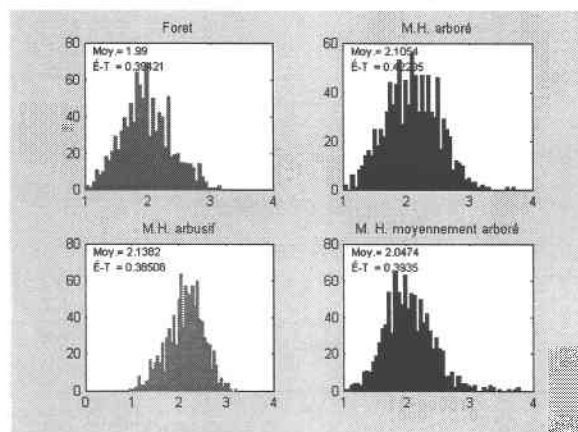 Foret
M.H. arboré
80
60
40
20
0
Moy.= 1.99
É-T = 0.39421
1 2 3 4
60
40
20
0
Moy.= 2.1054
É-T = 0.42205
1 2 3 4
M.H. arbusif
M. H. moyennement arboré
80
60
40
20
0
Moy.= 2.1382
É-T = 0.38508
0 1 2 3 4
80
60
40
20
0
Moy.= 2.0474
É-T = 0.3935
1 2 3 4